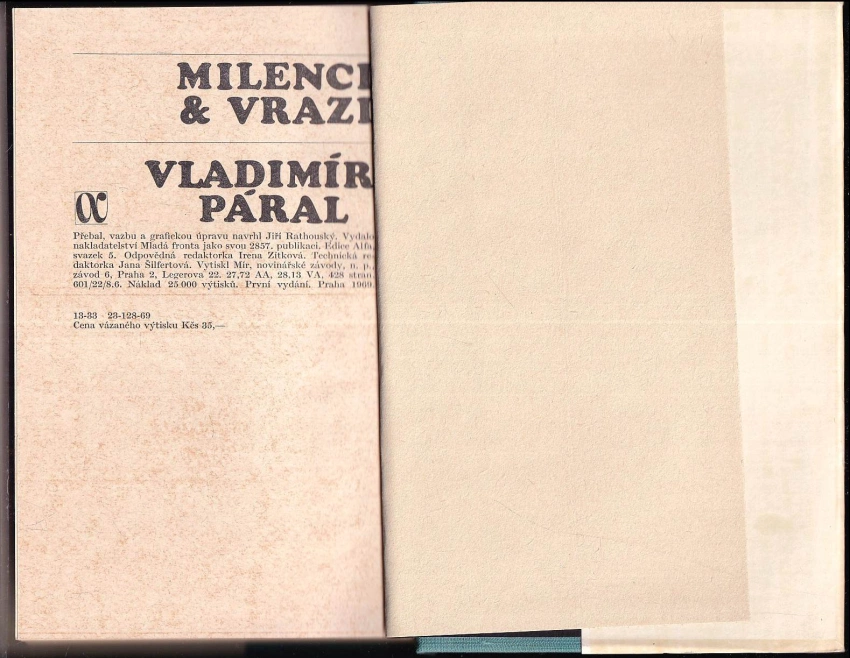 MILENCI
& VRAZI
VLADIMÍR
PÁRAL
α
Přebal, vazbu a grafickou úpravu navrhl Jiří Rathouský. Vydalo
nakladatelství Mladá fronta jako svou 2857. publikaci. Edice Alfa,
svazek 5. Odpovědná redaktorka Irena Zítková. Technická re-
daktorka Jana Šilfertová. Vytiskl Mír, novinářské závody, n. p.,
závod 6, Praha 2, Legerova 22. 27,72 AA, 28,13 VA, 428 stran.
601/22/8.6. Náklad 25 000 výtisků. První vydání. Praha 1969.
13-33 23-128-69
Cena vázaného výtisku Kčs 35,—